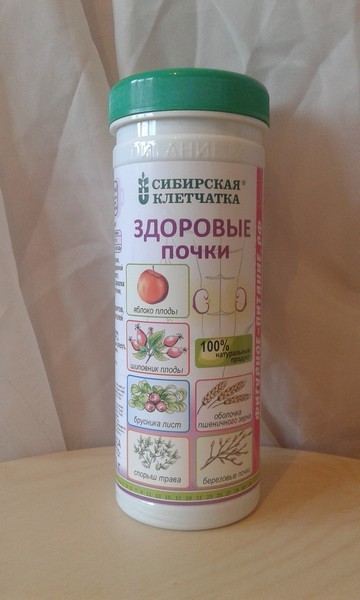 СИБИРСКАЯ®
КЛЕТЧАТКА
ЗДОРОВЫЕ
ПОЧКИ
яблоко плоды
100%
натуральный
продукт
шиповник плоды
брусника лист
оболочка
пшеничного зерна
спорыш трава
березовые почки